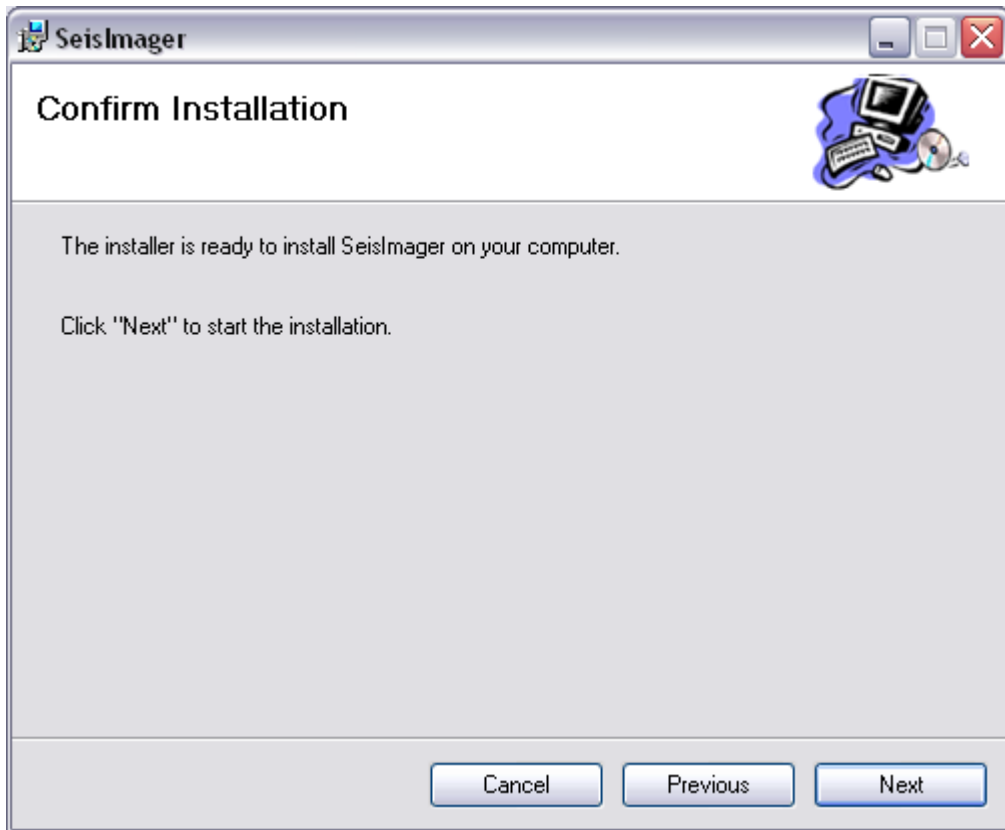 SeisImager
Confirm Installation
The installer is ready to install SeisImager on your computer.
Click "Next" to start the installation.
Cancel Previous Next